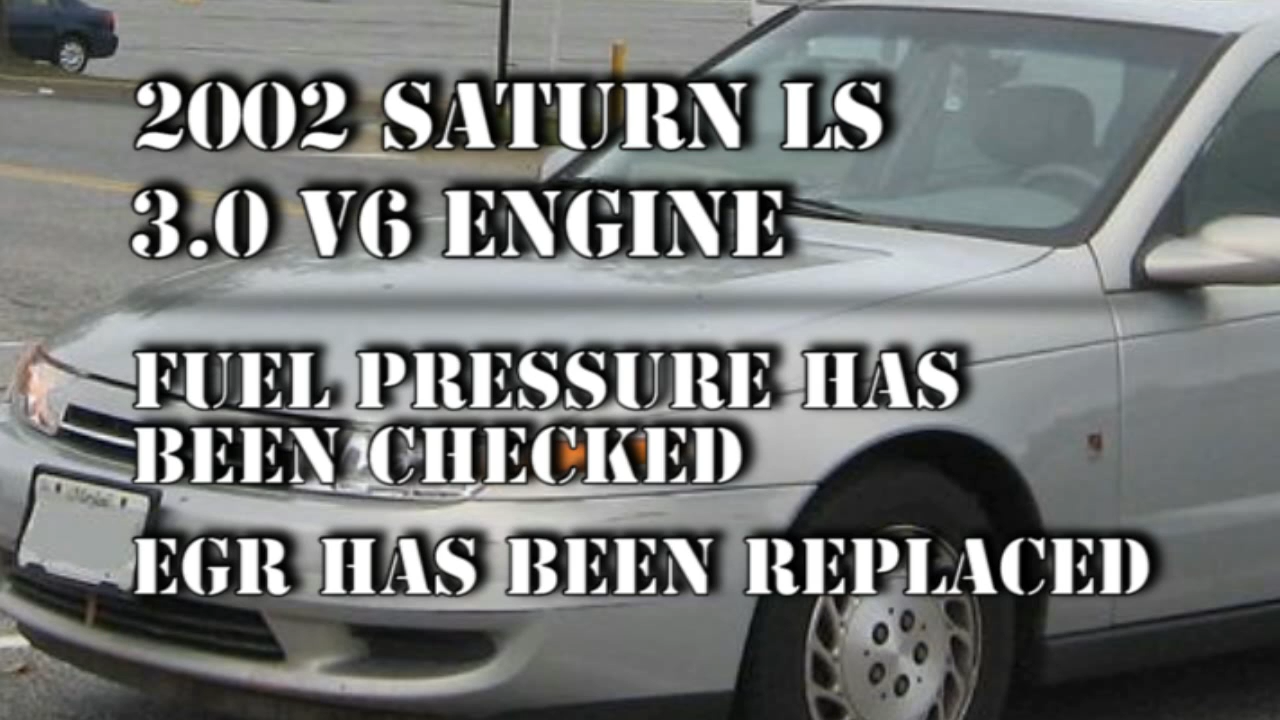 2002 SATURN LS
3.0 V6 ENGINE
FUEL PRESSURE HAS
BEEN CHECKED
EGR HAS BEEN REPLACED